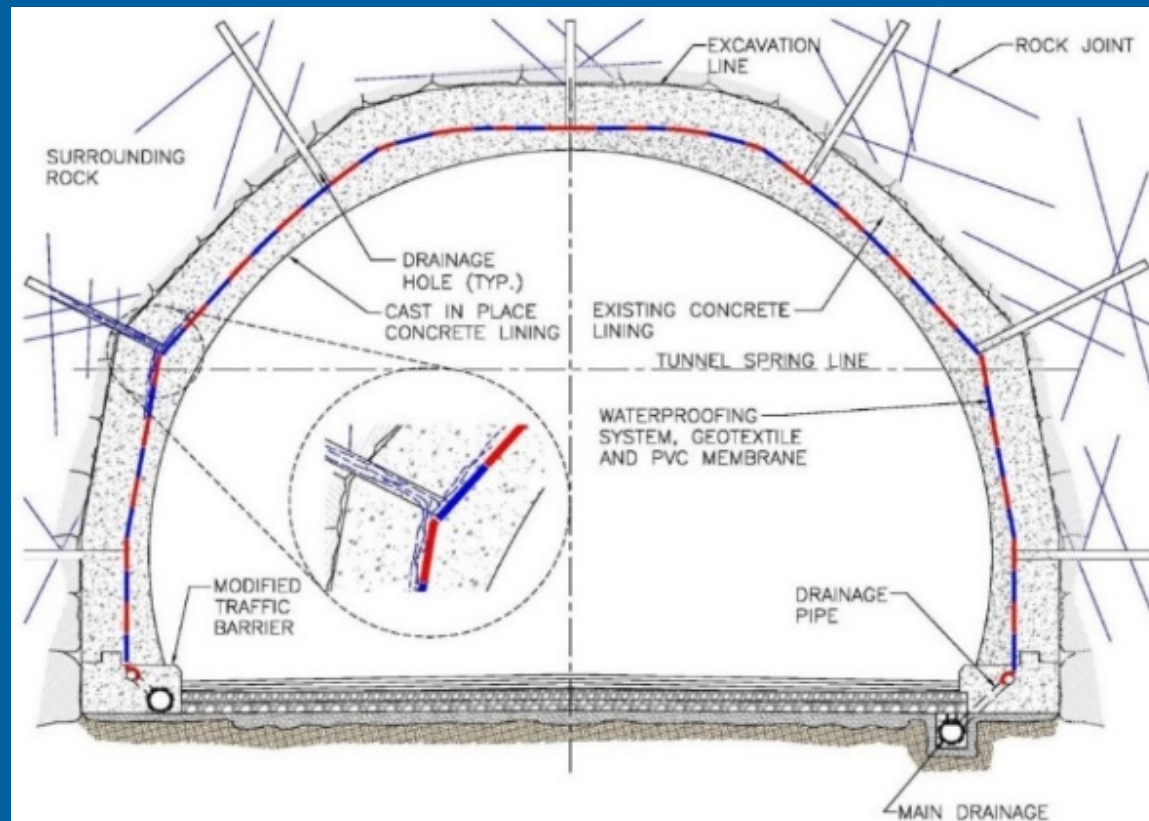 EXCAVATION
LINE
ROCK JOINT
SURROUNDING
ROCK
DRAINAGE
HOLE (TYP.)
CAST IN PLACE
CONCRETE LINING
EXISTING CONCRETE
LINING
TUNNEL SPRING LINE
WATERPROOFING
SYSTEM, GEOTEXTILE
AND PVC MEMBRANE
MODIFIED
TRAFFIC
BARRIER
DRAINAGE
PIPE
MAIN DRAINAGE